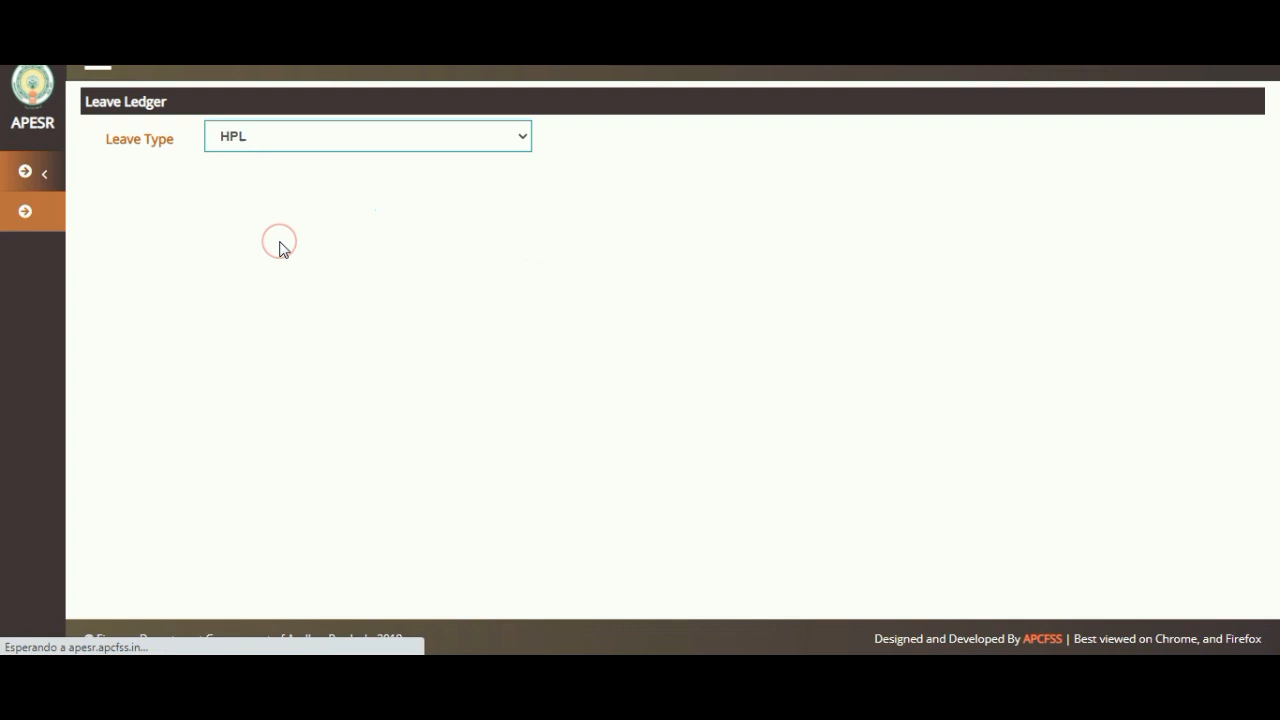 Leave Ledger
APESR
Leave Type
HPL
Designed and Developed By APCFSS | Best viewed on Chrome, and Firefox
Esperando a apesr.apcfss.in...